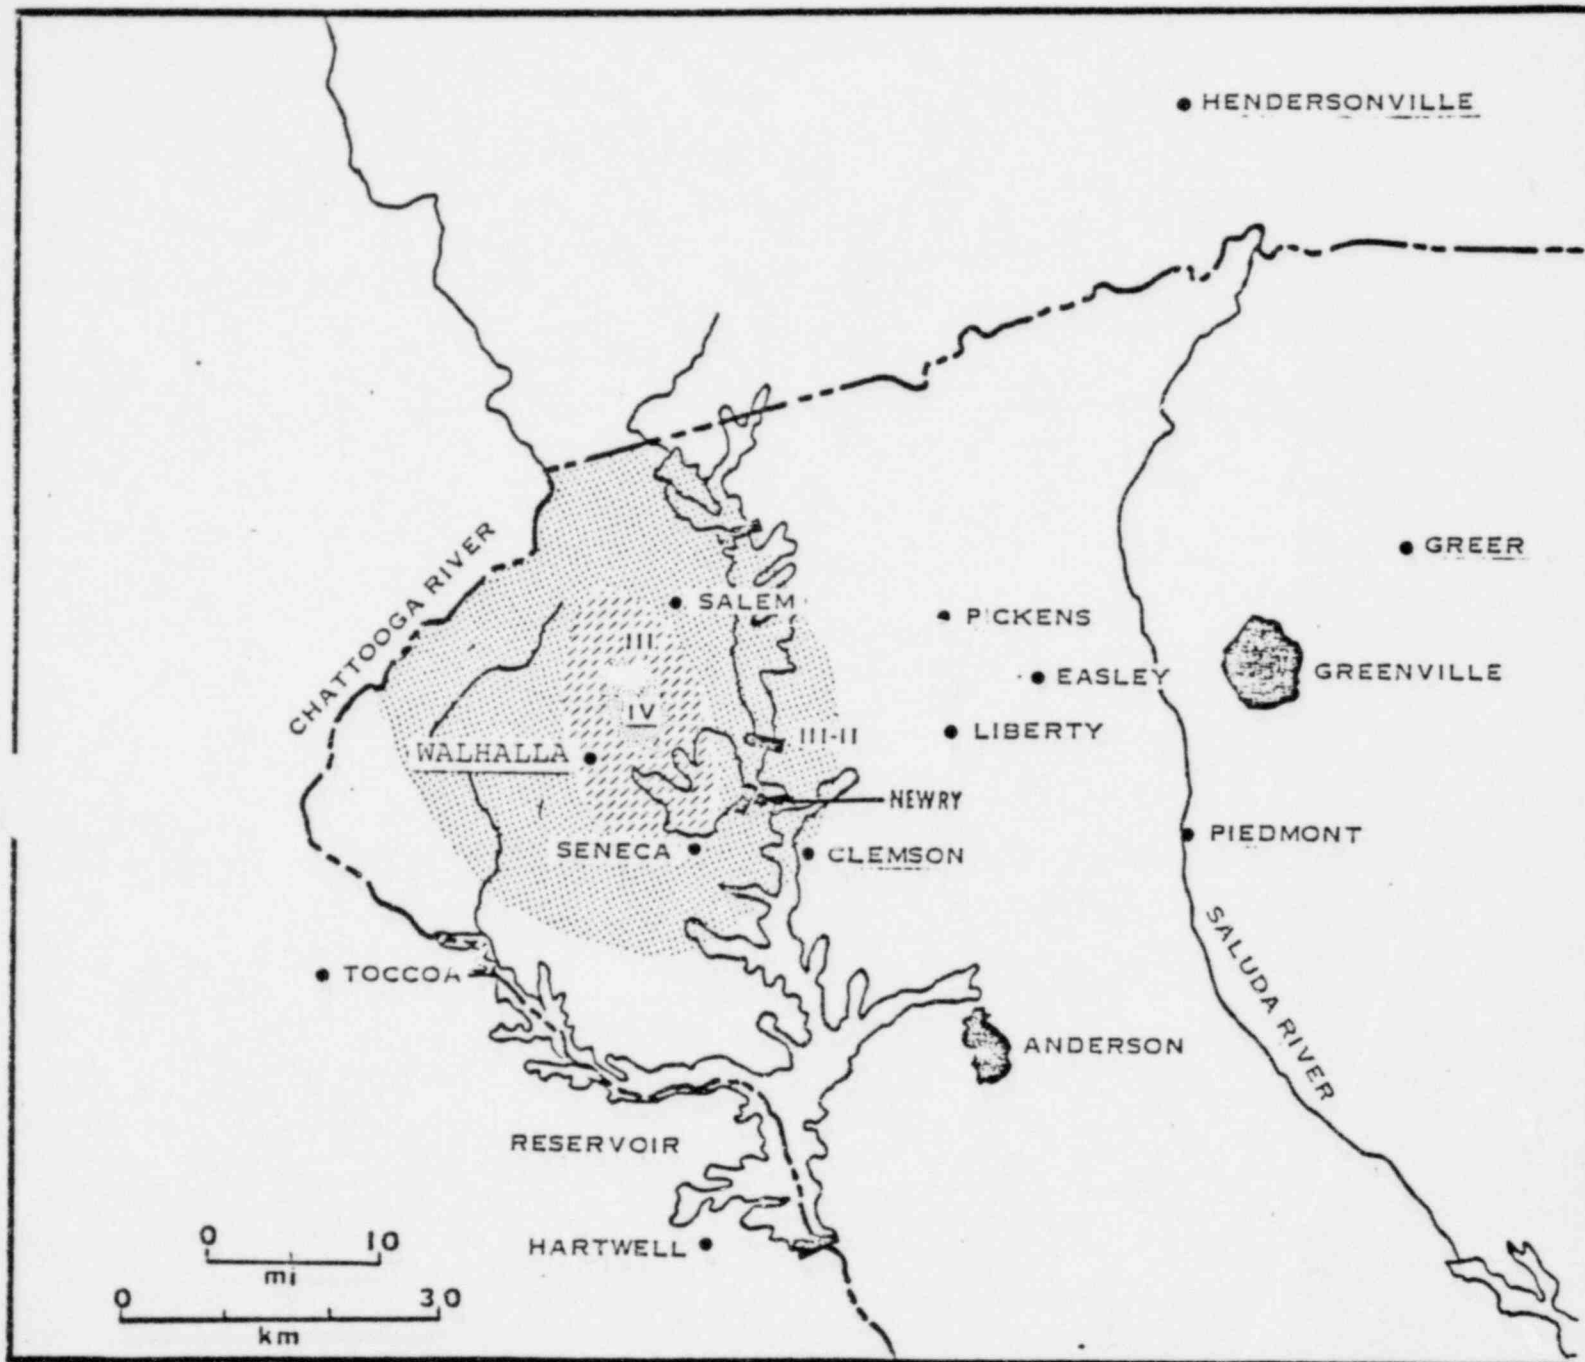 HENDERSONVILLE
CHATTOOGA RIVER
GREER
SALEM
PICKENS
III
GREENVILLE
EASLEY
IV
III-II
LIBERTY
WALHALLA
NEWRY
PIEDMONT
SENECA
CLEMSON
SALUDA RIVER
TOCCOA
ANDERSON
RESERVOIR
HARTWELL
0 10
mi
0 30
km